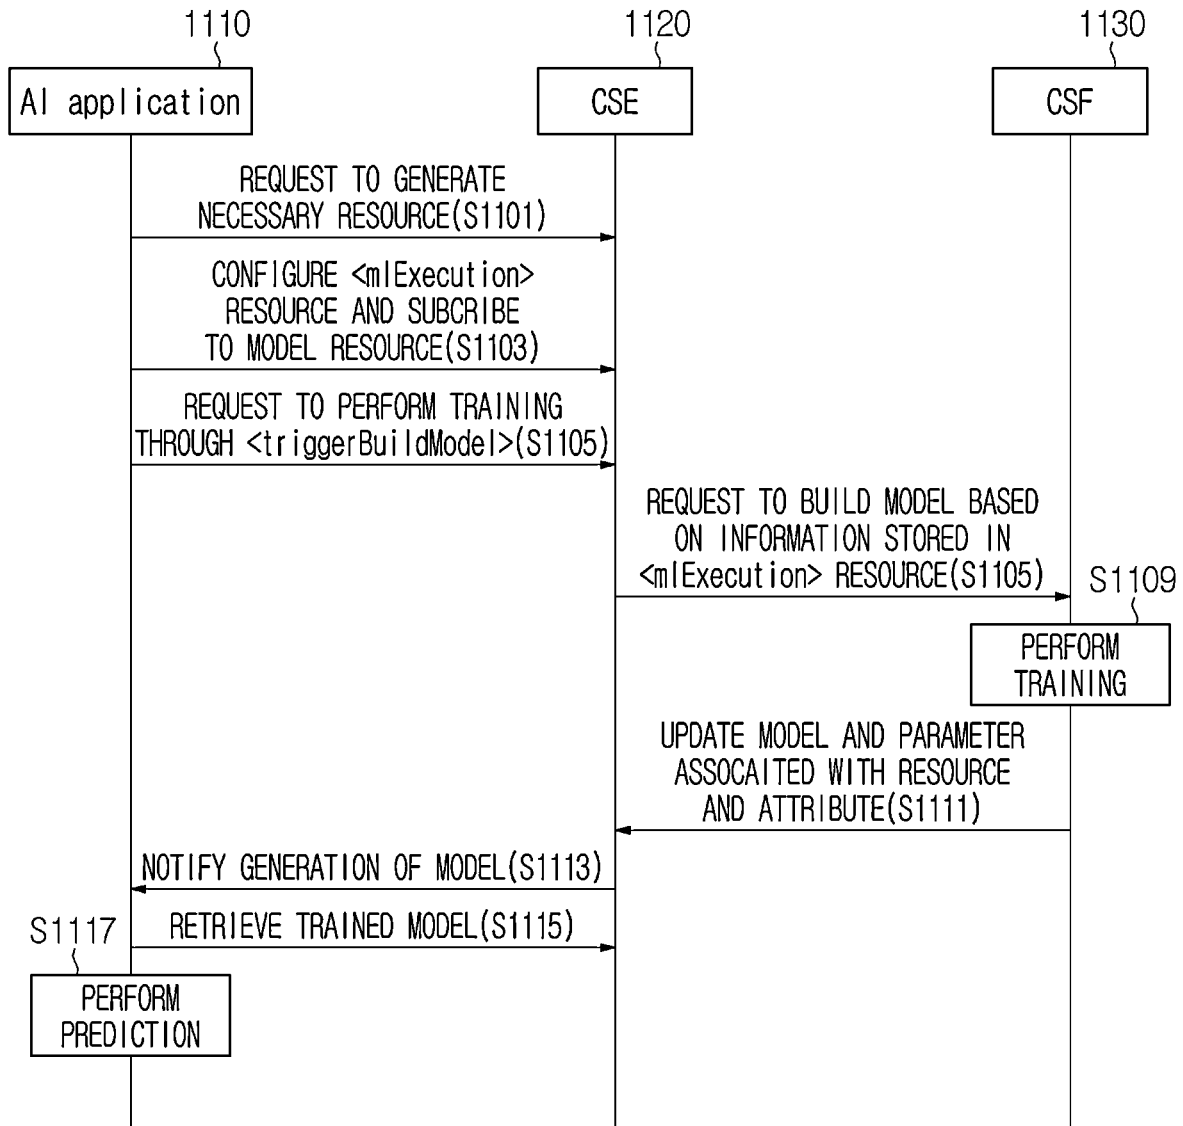 1110
1120
1130
AI application
CSE
CSF
REQUEST TO GENERATE
NECESSARY RESOURCE(S1101)
CONFIGURE <mlExecution>
RESOURCE AND SUBCRIBE
TO MODEL RESOURCE(S1103)
REQUEST TO PERFORM TRAINING
THROUGH <triggerBuildModel>(S1105)
REQUEST TO BUILD MODEL BASED
ON INFORMATION STORED IN
<mlExecution> RESOURCE(S1105)
S1109
PERFORM
TRAINING
UPDATE MODEL AND PARAMETER
ASSOCAITED WITH RESOURCE
AND ATTRIBUTE(S1111)
NOTIFY GENERATION OF MODEL(S1113)
RETRIEVE TRAINED MODEL(S1115)
S1117
PERFORM
PREDICTION